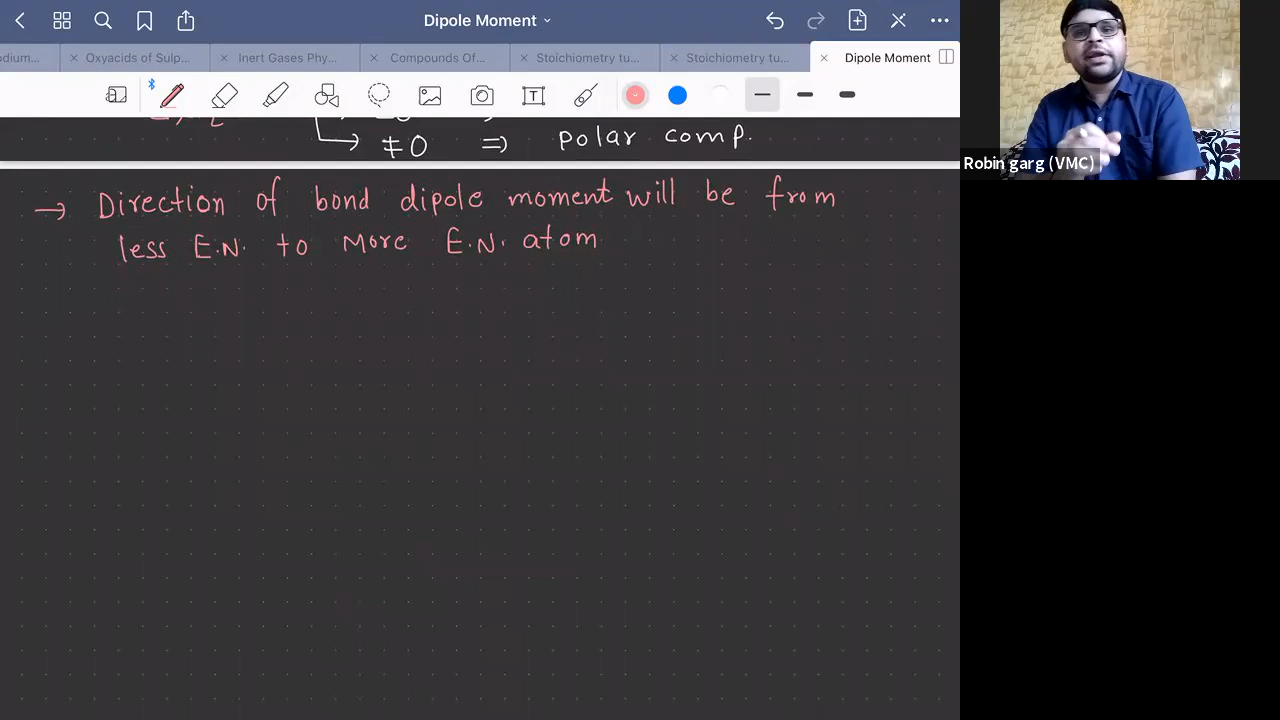 Dipole Moment
odium...
Oxyacids of Sulp...
Inert Gases Phy...
Compounds Of...
Stoichiometry tu...
Stoichiometry tu...
Dipole Moment
≠0 ⇒ polar comp.
→ Direction of bond dipole moment will be from
less E.N. to More E.N. atom
Robin garg (VMC)